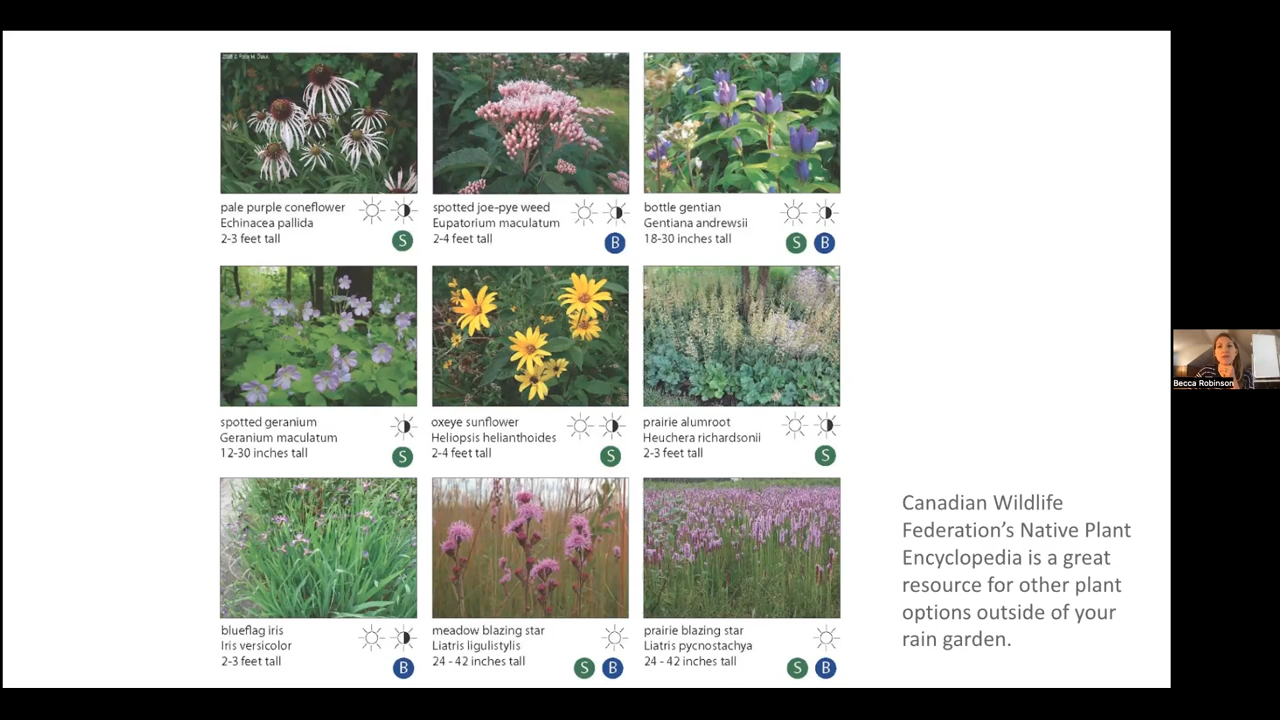 pale purple coneflower
Echinacea pallida
2-3 feet tall
S
spotted joe-pye weed
Eupatorium maculatum
2-4 feet tall
B
bottle gentian
Gentiana andrewsii
18-30 inches tall
S B
spotted geranium
Geranium maculatum
12-30 inches tall
S
oxeye sunflower
Heliopsis helianthoides
2-4 feet tall
S
prairie alumroot
Heuchera richardsonii
2-3 feet tall
S
blueflag iris
Iris versicolor
2-3 feet tall
B
meadow blazing star
Liatris ligulistylis
24 - 42 inches tall
S B
prairie blazing star
Liatris pycnostachya
24 - 42 inches tall
S B
Canadian Wildlife
Federation's Native Plant
Encyclopedia is a great
resource for other plant
options outside of your
rain garden.
Becca Robinson